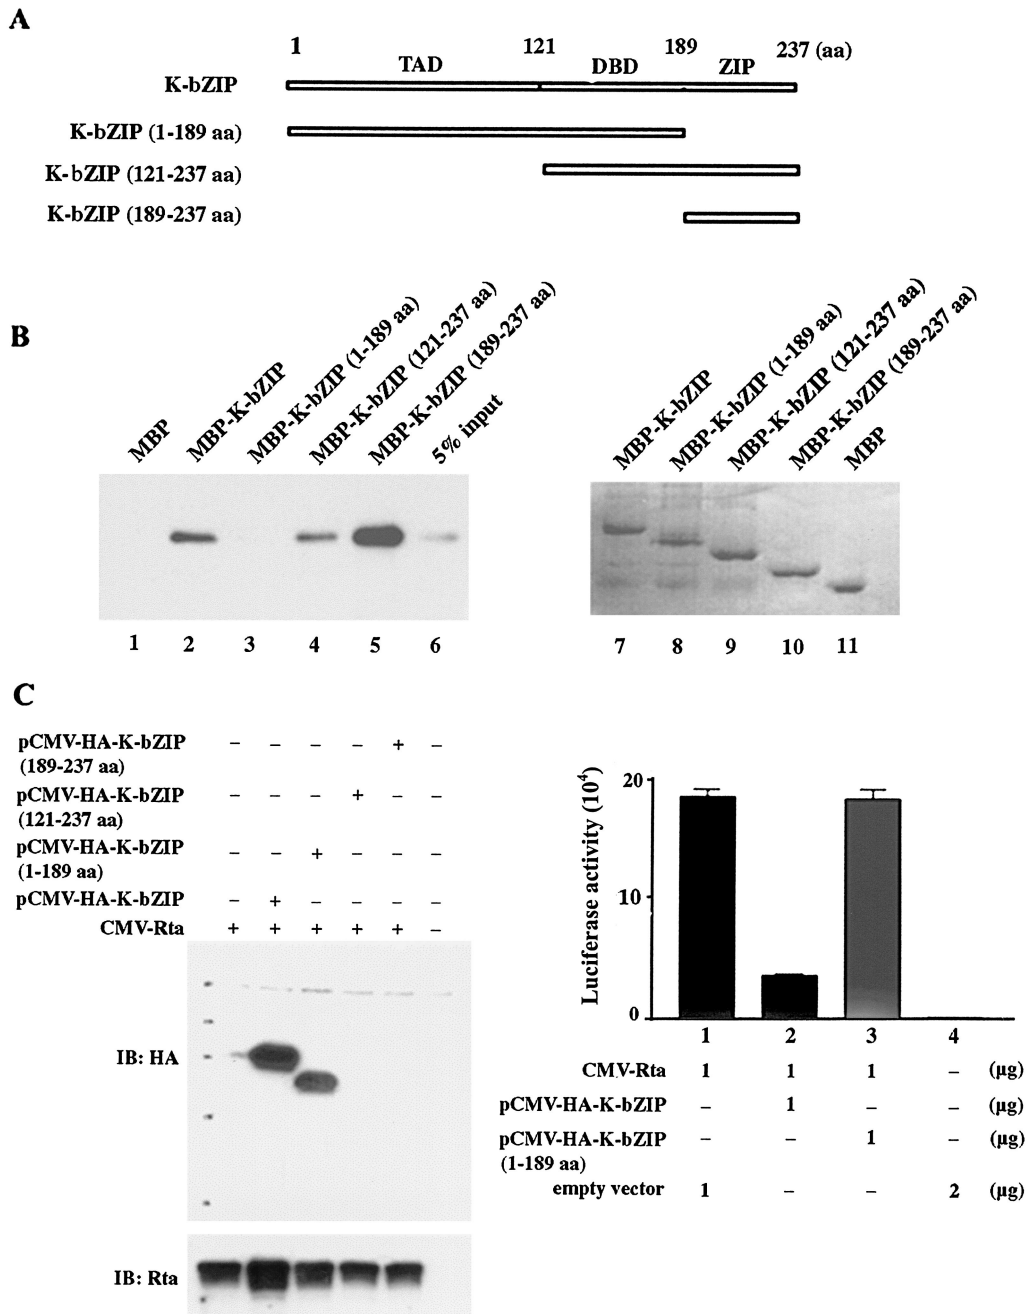 A
1 121 189 237 (aa)
TAD DBD ZIP
K-bZIP
K-bZIP (1-189 aa)
K-bZIP (121-237 aa)
K-bZIP (189-237 aa)
B
MBP
MBP-K-bZIP
MBP-K-bZIP (1-189 aa)
MBP-K-bZIP (121-237 aa)
MBP-K-bZIP (189-237 aa)
5% input
1 2 3 4 5 6
MBP-K-bZIP
MBP-K-bZIP (1-189 aa)
MBP-K-bZIP (121-237 aa)
MBP-K-bZIP (189-237 aa)
MBP
7 8 9 10 11
C
pCMV-HA-K-bZIP – – – – + –
(189-237 aa)
pCMV-HA-K-bZIP – – – + – –
(121-237 aa)
pCMV-HA-K-bZIP – – + – – –
(1-189 aa)
pCMV-HA-K-bZIP – + – – – –
CMV-Rta + + + + + –
IB: HA
IB: Rta
Luciferase activity (10⁴)
20
10
0
1 2 3 4
CMV-Rta 1 1 1 – (µg)
pCMV-HA-K-bZIP – 1 – – (µg)
pCMV-HA-K-bZIP – – 1 – (µg)
(1-189 aa)
empty vector 1 – – 2 (µg)